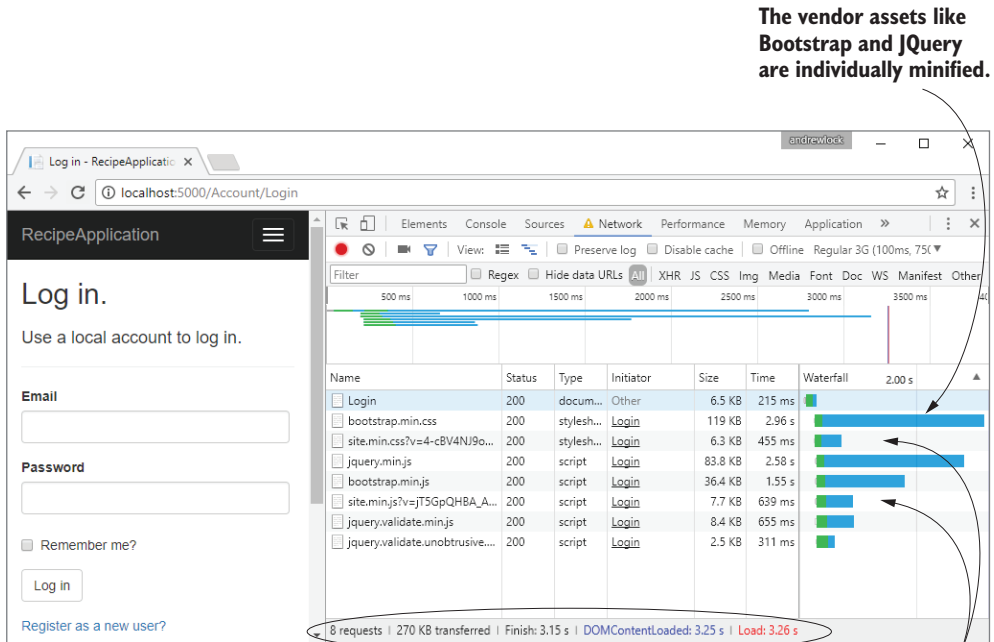 The vendor assets like
Bootstrap and JQuery
are individually minified.
andrewlock
Log in - RecipeApplicatio
localhost:5000/Account/Login
RecipeApplication
Log in.
Use a local account to log in.
Email
Password
Remember me?
Log in
Register as a new user?
Elements Console Sources Network Performance Memory Application »
View: Preserve log Disable cache Offline Regular 3G (100ms, 750
Filter Regex Hide data URLs All XHR JS CSS Img Media Font Doc WS Manifest Other
500 ms 1000 ms 1500 ms 2000 ms 2500 ms 3000 ms 3500 ms 40
Name Status Type Initiator Size Time Waterfall 2.00 s
Login 200 docum... Other 6.5 KB 215 ms
bootstrap.min.css 200 stylesh... Login 119 KB 2.96 s
site.min.css?v=4-cBV4NJ9o... 200 stylesh... Login 6.3 KB 455 ms
jquery.min.js 200 script Login 83.8 KB 2.58 s
bootstrap.min.js 200 script Login 36.4 KB 1.55 s
site.min.js?v=jT5GpQHBA_A... 200 script Login 7.7 KB 639 ms
jquery.validate.min.js 200 script Login 8.4 KB 655 ms
jquery.validate.unobtrusive.... 200 script Login 2.5 KB 311 ms
8 requests | 270 KB transferred | Finish: 3.15 s | DOMContentLoaded: 3.25 s | Load: 3.26 s